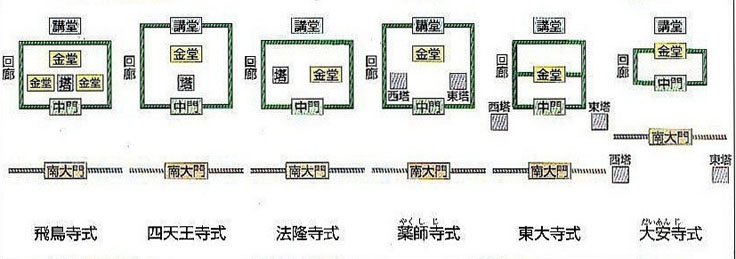 講堂
回廊
金堂
金堂 塔 金堂
中門
南大門
飛鳥寺式
講堂
回廊
金堂
塔
中門
南大門
四天王寺式
講堂
回廊
塔 金堂
中門
南大門
法隆寺式
講堂
回廊
金堂
西塔 東塔
中門
南大門
やくしじ
薬師寺式
講堂
回廊
金堂
中門
西塔 東塔
南大門
東大寺式
講堂
回廊
金堂
中門
南大門
西塔 東塔
だいあんじ
大安寺式